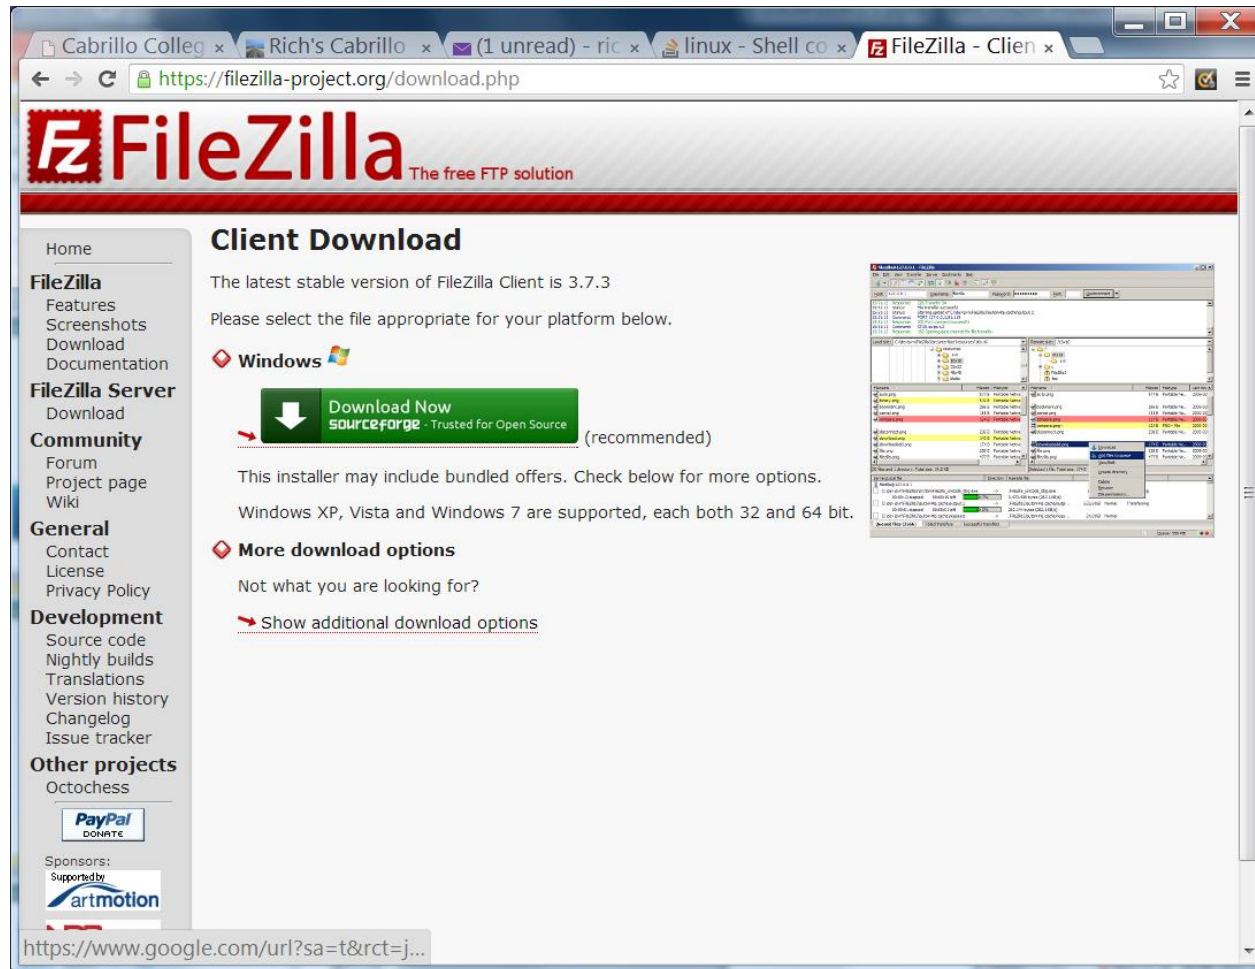 Cabrillo Colleg
Rich's Cabrillo
(1 unread) - ric
linux - Shell co
FileZilla - Clien
https://filezilla-project.org/download.php
FileZilla The free FTP solution
Home
FileZilla
Features
Screenshots
Download
Documentation
FileZilla Server
Download
Community
Forum
Project page
Wiki
General
Contact
License
Privacy Policy
Development
Source code
Nightly builds
Translations
Version history
Changelog
Issue tracker
Other projects
Octochess
PayPal
DONATE
Sponsors:
Supported by
artmotion
Client Download
The latest stable version of FileZilla Client is 3.7.3
Please select the file appropriate for your platform below.
Windows
Download Now
sourceforge - Trusted for Open Source
(recommended)
This installer may include bundled offers. Check below for more options.
Windows XP, Vista and Windows 7 are supported, each both 32 and 64 bit.
More download options
Not what you are looking for?
Show additional download options
https://www.google.com/url?sa=t&rct=j...